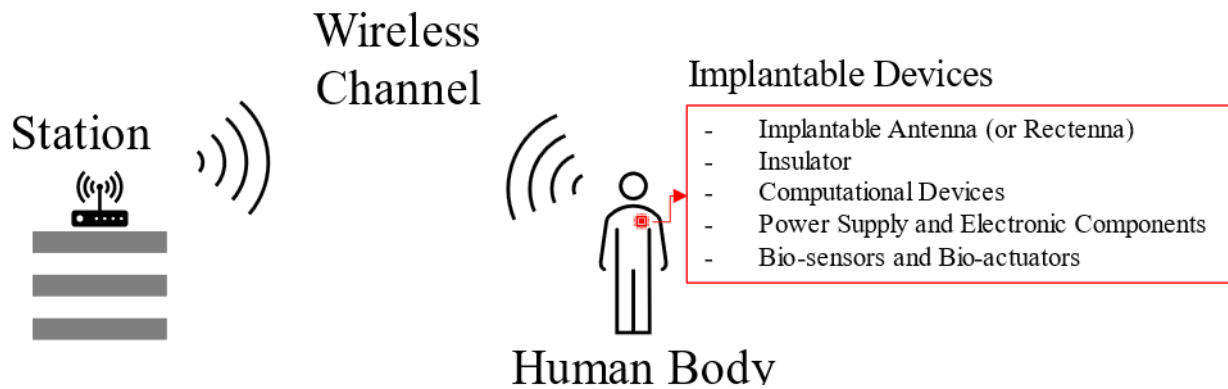 Wireless
Channel
Station
Implantable Devices
- Implantable Antenna (or Rectenna)
- Insulator
- Computational Devices
- Power Supply and Electronic Components
- Bio-sensors and Bio-actuators
Human Body